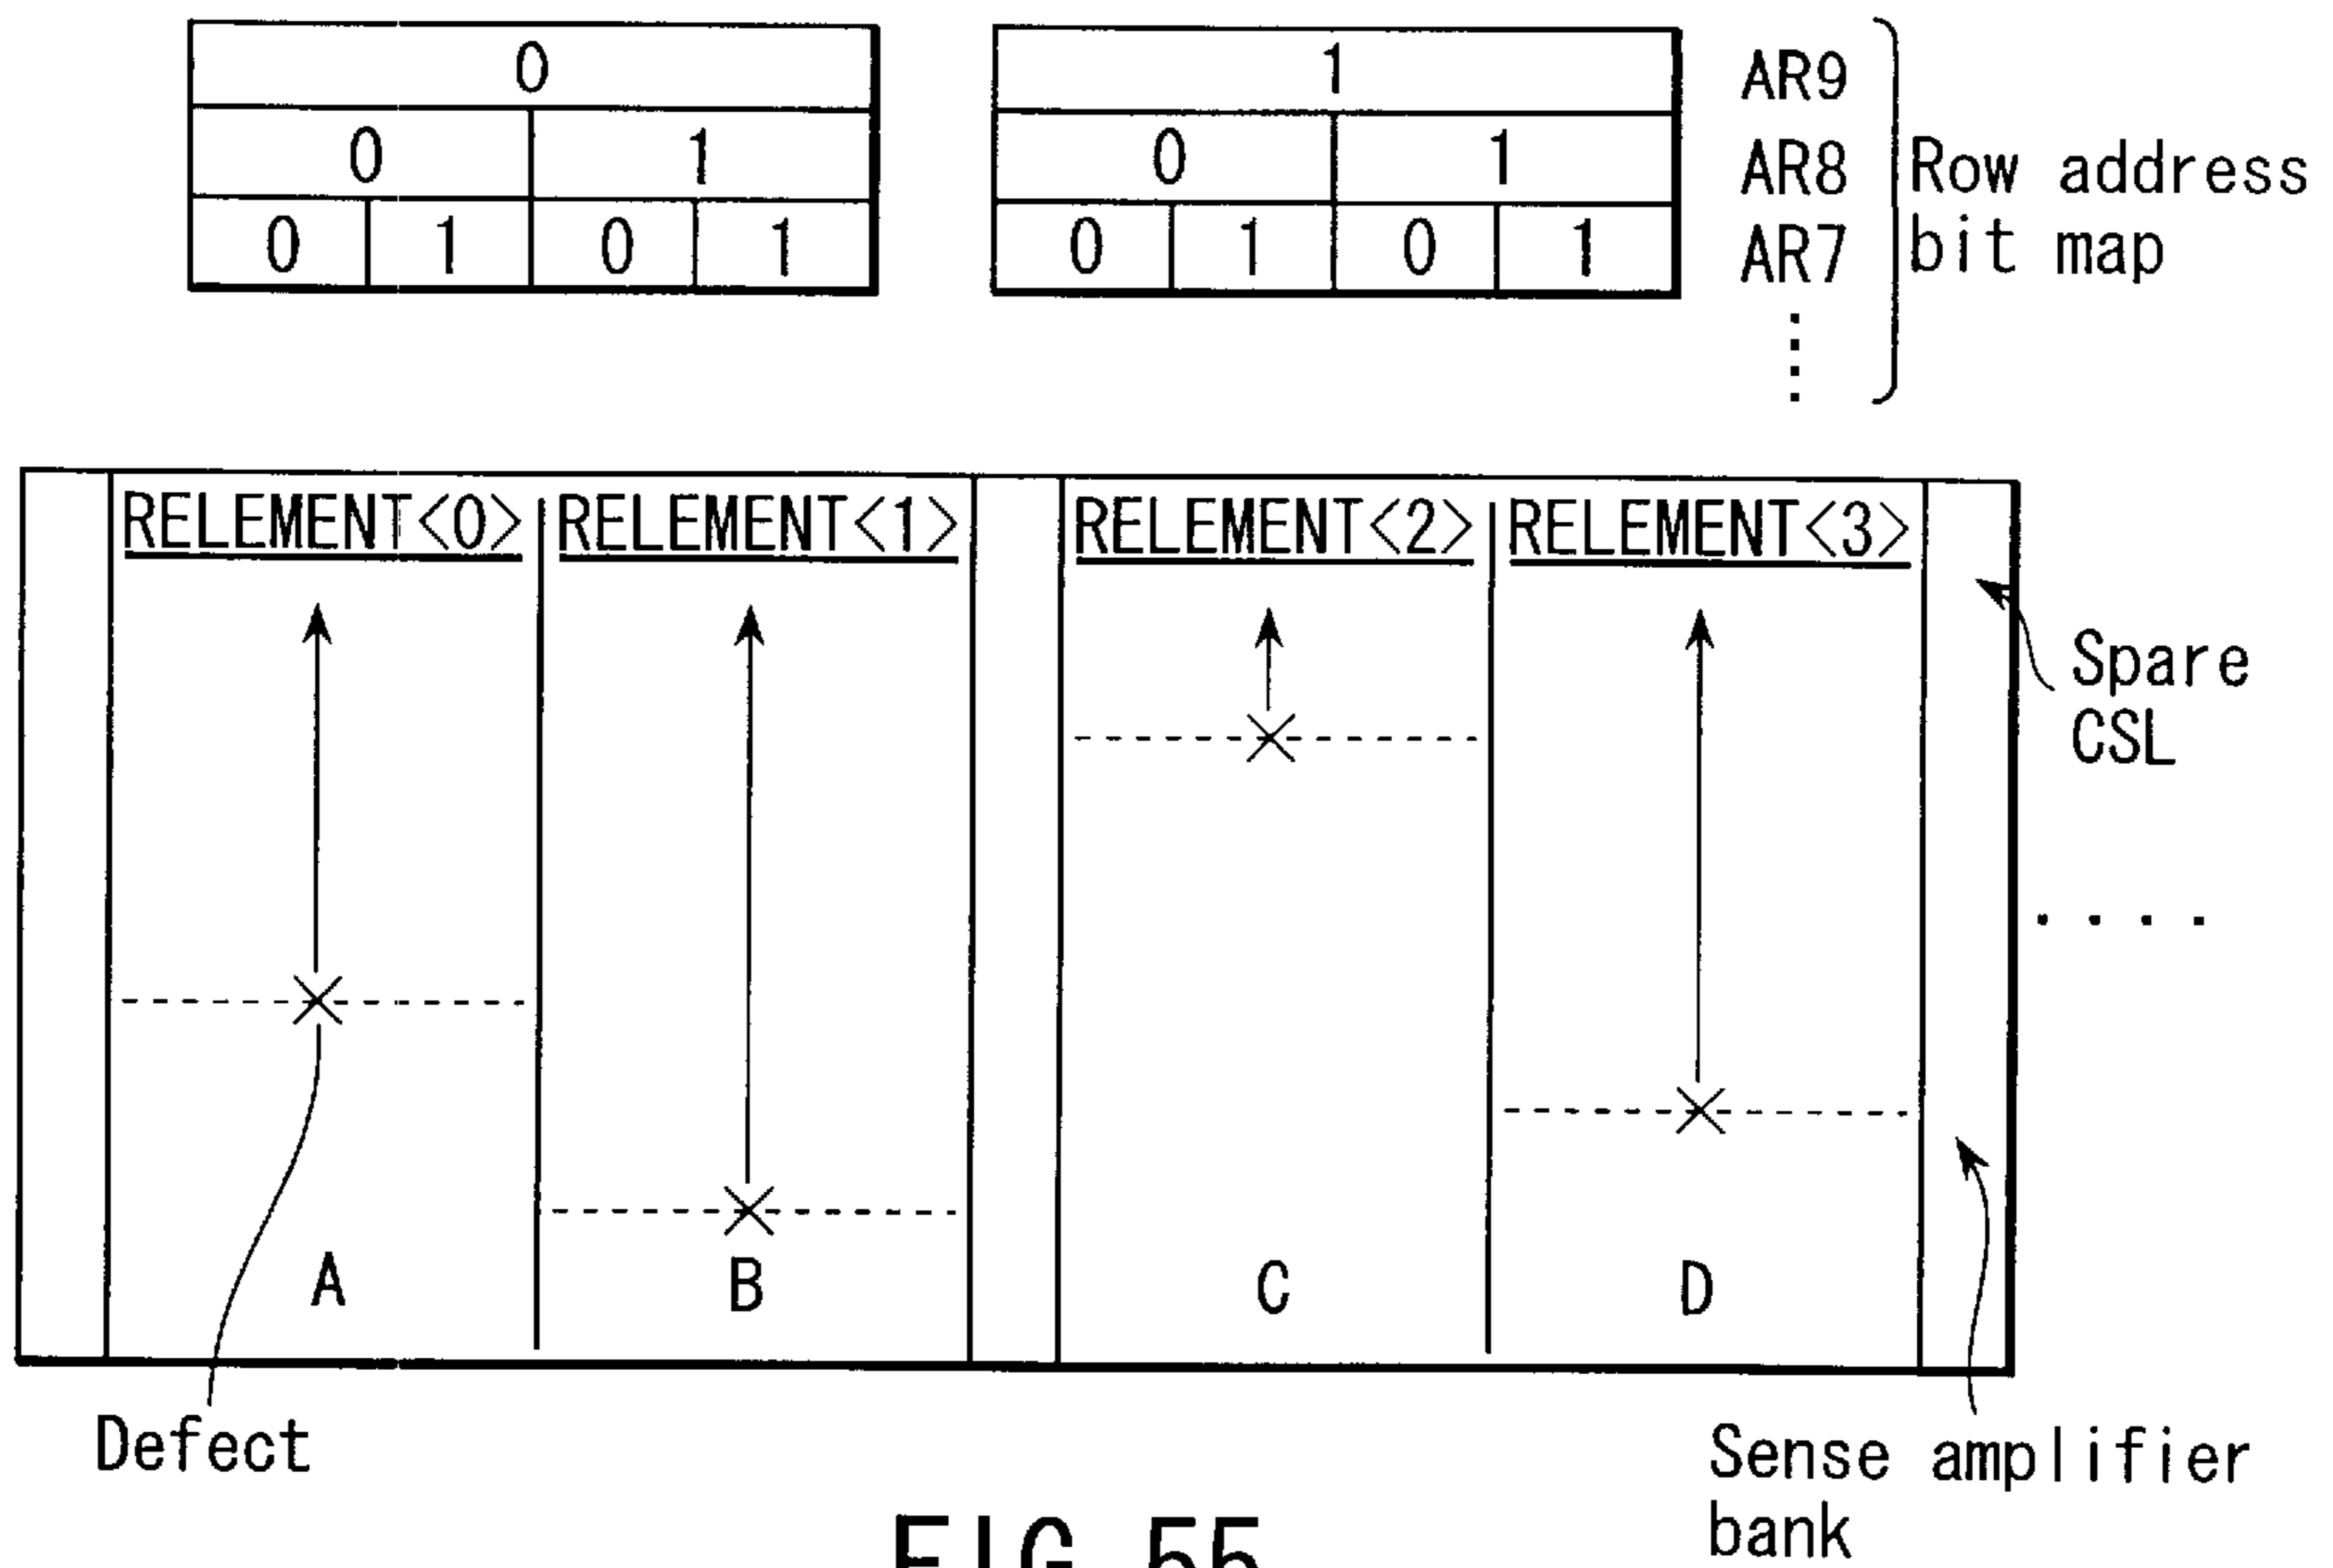 0 1 AR9
0 1 0 1 AR8 Row address
0 1 0 1 0 1 0 1 AR7 bit map
RELEMENT<0> RELEMENT<1> RELEMENT<2> RELEMENT<3>
Spare
CSL
A B C D
Defect
Sense amplifier
bank
FIG. 55